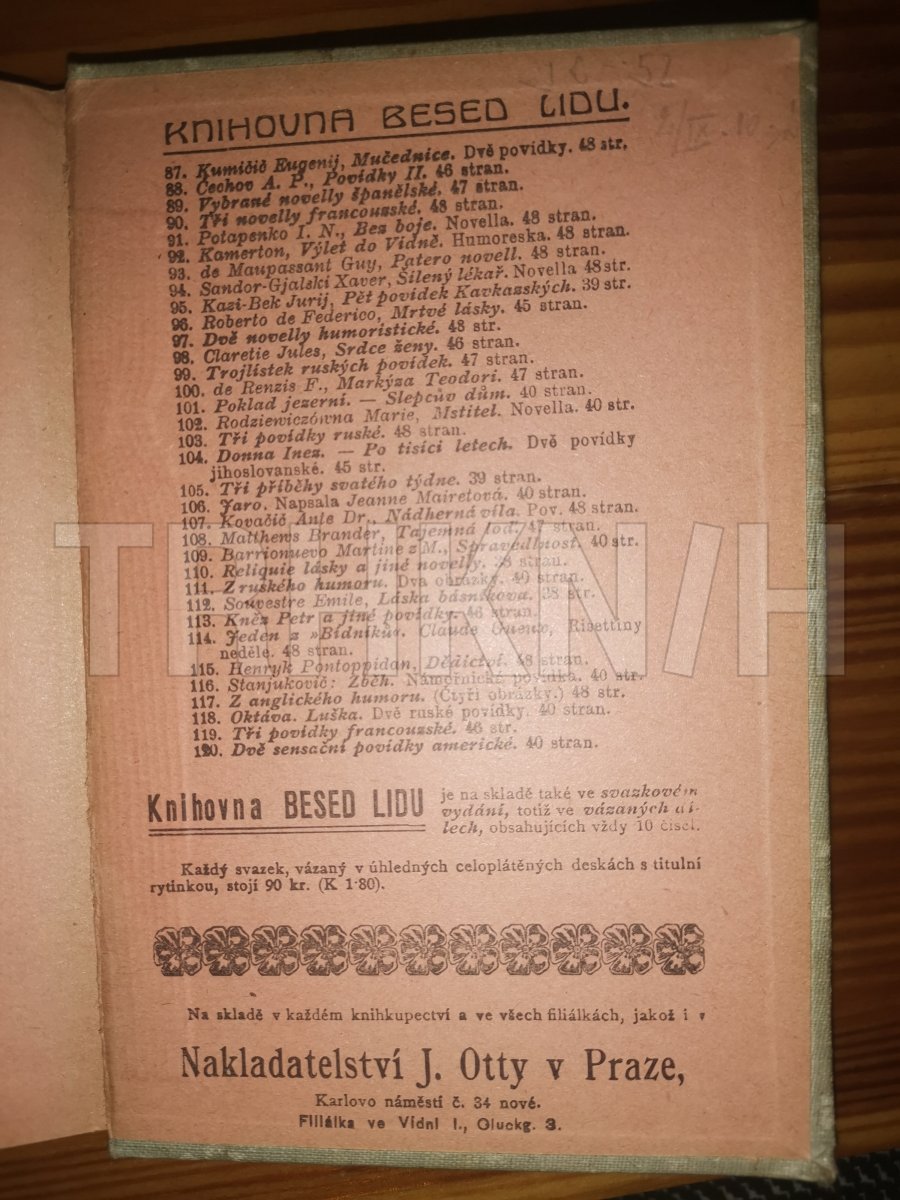 KNIHOVNA BESED LIDU.
87. Kumičić Eugenij, Mučednice. Dvě povídky. 48 str.
88. Čechov A. P., Povídky II. 46 stran.
89. Vybrané novelly španělské, 47 stran.
90. Tři novelly francouzské. 48 stran.
91. Potapenko I. N., Bez boje. Novella. 48 stran.
92. Kamerton, Výlet do Vídně. Humoreska. 48 stran.
93. de Maupassant Guy, Patero novell. 48 stran.
94. Sandor-Gjalski Xaver, Šílený lékař. Novella 48 str.
95. Kazi-Bek Jurij, Pět povídek Kavkazských. 39 str.
96. Roberto de Federico, Mrtvé lásky. 45 stran.
97. Dvě novelly humoristické. 48 str.
98. Claretie Jules, Srdce ženy. 46 stran.
99. Trojlístek ruských povídek. 47 stran.
100. de Renzis F., Markýza Teodori. 47 stran.
101. Poklad jezerní. — Slepcův dům. 40 stran.
102. Rodziewiczówna Marie, Mstitel. Novella. 40 str.
103. Tři povídky ruské. 48 stran.
104. Donna Inez. — Po tisíci letech. Dvě povídky
jihoslovanské. 45 str.
105. Tři příběhy svatého týdne. 39 stran.
106. Jaro. Napsala Jeanne Mairetová. 40 stran.
107. Kovačič Ante Dr., Nádherná víla. Pov. 48 stran.
108. Matthews Brander, Tajemná loď. 47 stran.
109. Barrionuevo Martinez M., Spravedlnost. 40 str.
110. Reliquie lásky a jiné novelly. 38 stran.
111. Z ruského humoru. Dva obrázky. 40 stran.
112. Souvestre Emile, Láska básníkova. 38 str.
113. Kněz Petr a jiné povídky. 46 stran.
114. Jeden z »Bídníků«. Claude Gueux, Risettiny
neděle. 48 stran.
115. Henryk Pontoppidan, Dědictví. 48 stran.
116. Stanjukovič: Zběh. Námořnická povídka. 40 str.
117. Z anglického humoru. (Čtyři obrázky.) 48 str.
118. Oktáva. Luška. Dvě ruské povídky. 40 stran.
119. Tři povídky francouzské. 46 str.
120. Dvě sensační povídky americké. 40 stran.
Knihovna BESED LIDU je na skladě také ve svazkovém
vydání, totiž ve vázaných dí-
lech, obsahujících vždy 10 čísel.
Každý svazek, vázaný v úhledných celoplátěných deskách s titulní
rytinkou, stojí 90 kr. (K 1·80).
Na skladě v každém knihkupectví a ve všech filiálkách, jakož i v
Nakladatelství J. Otty v Praze,
Karlovo náměstí č. 34 nové.
Filiálka ve Vídni I., Gluckg. 3.